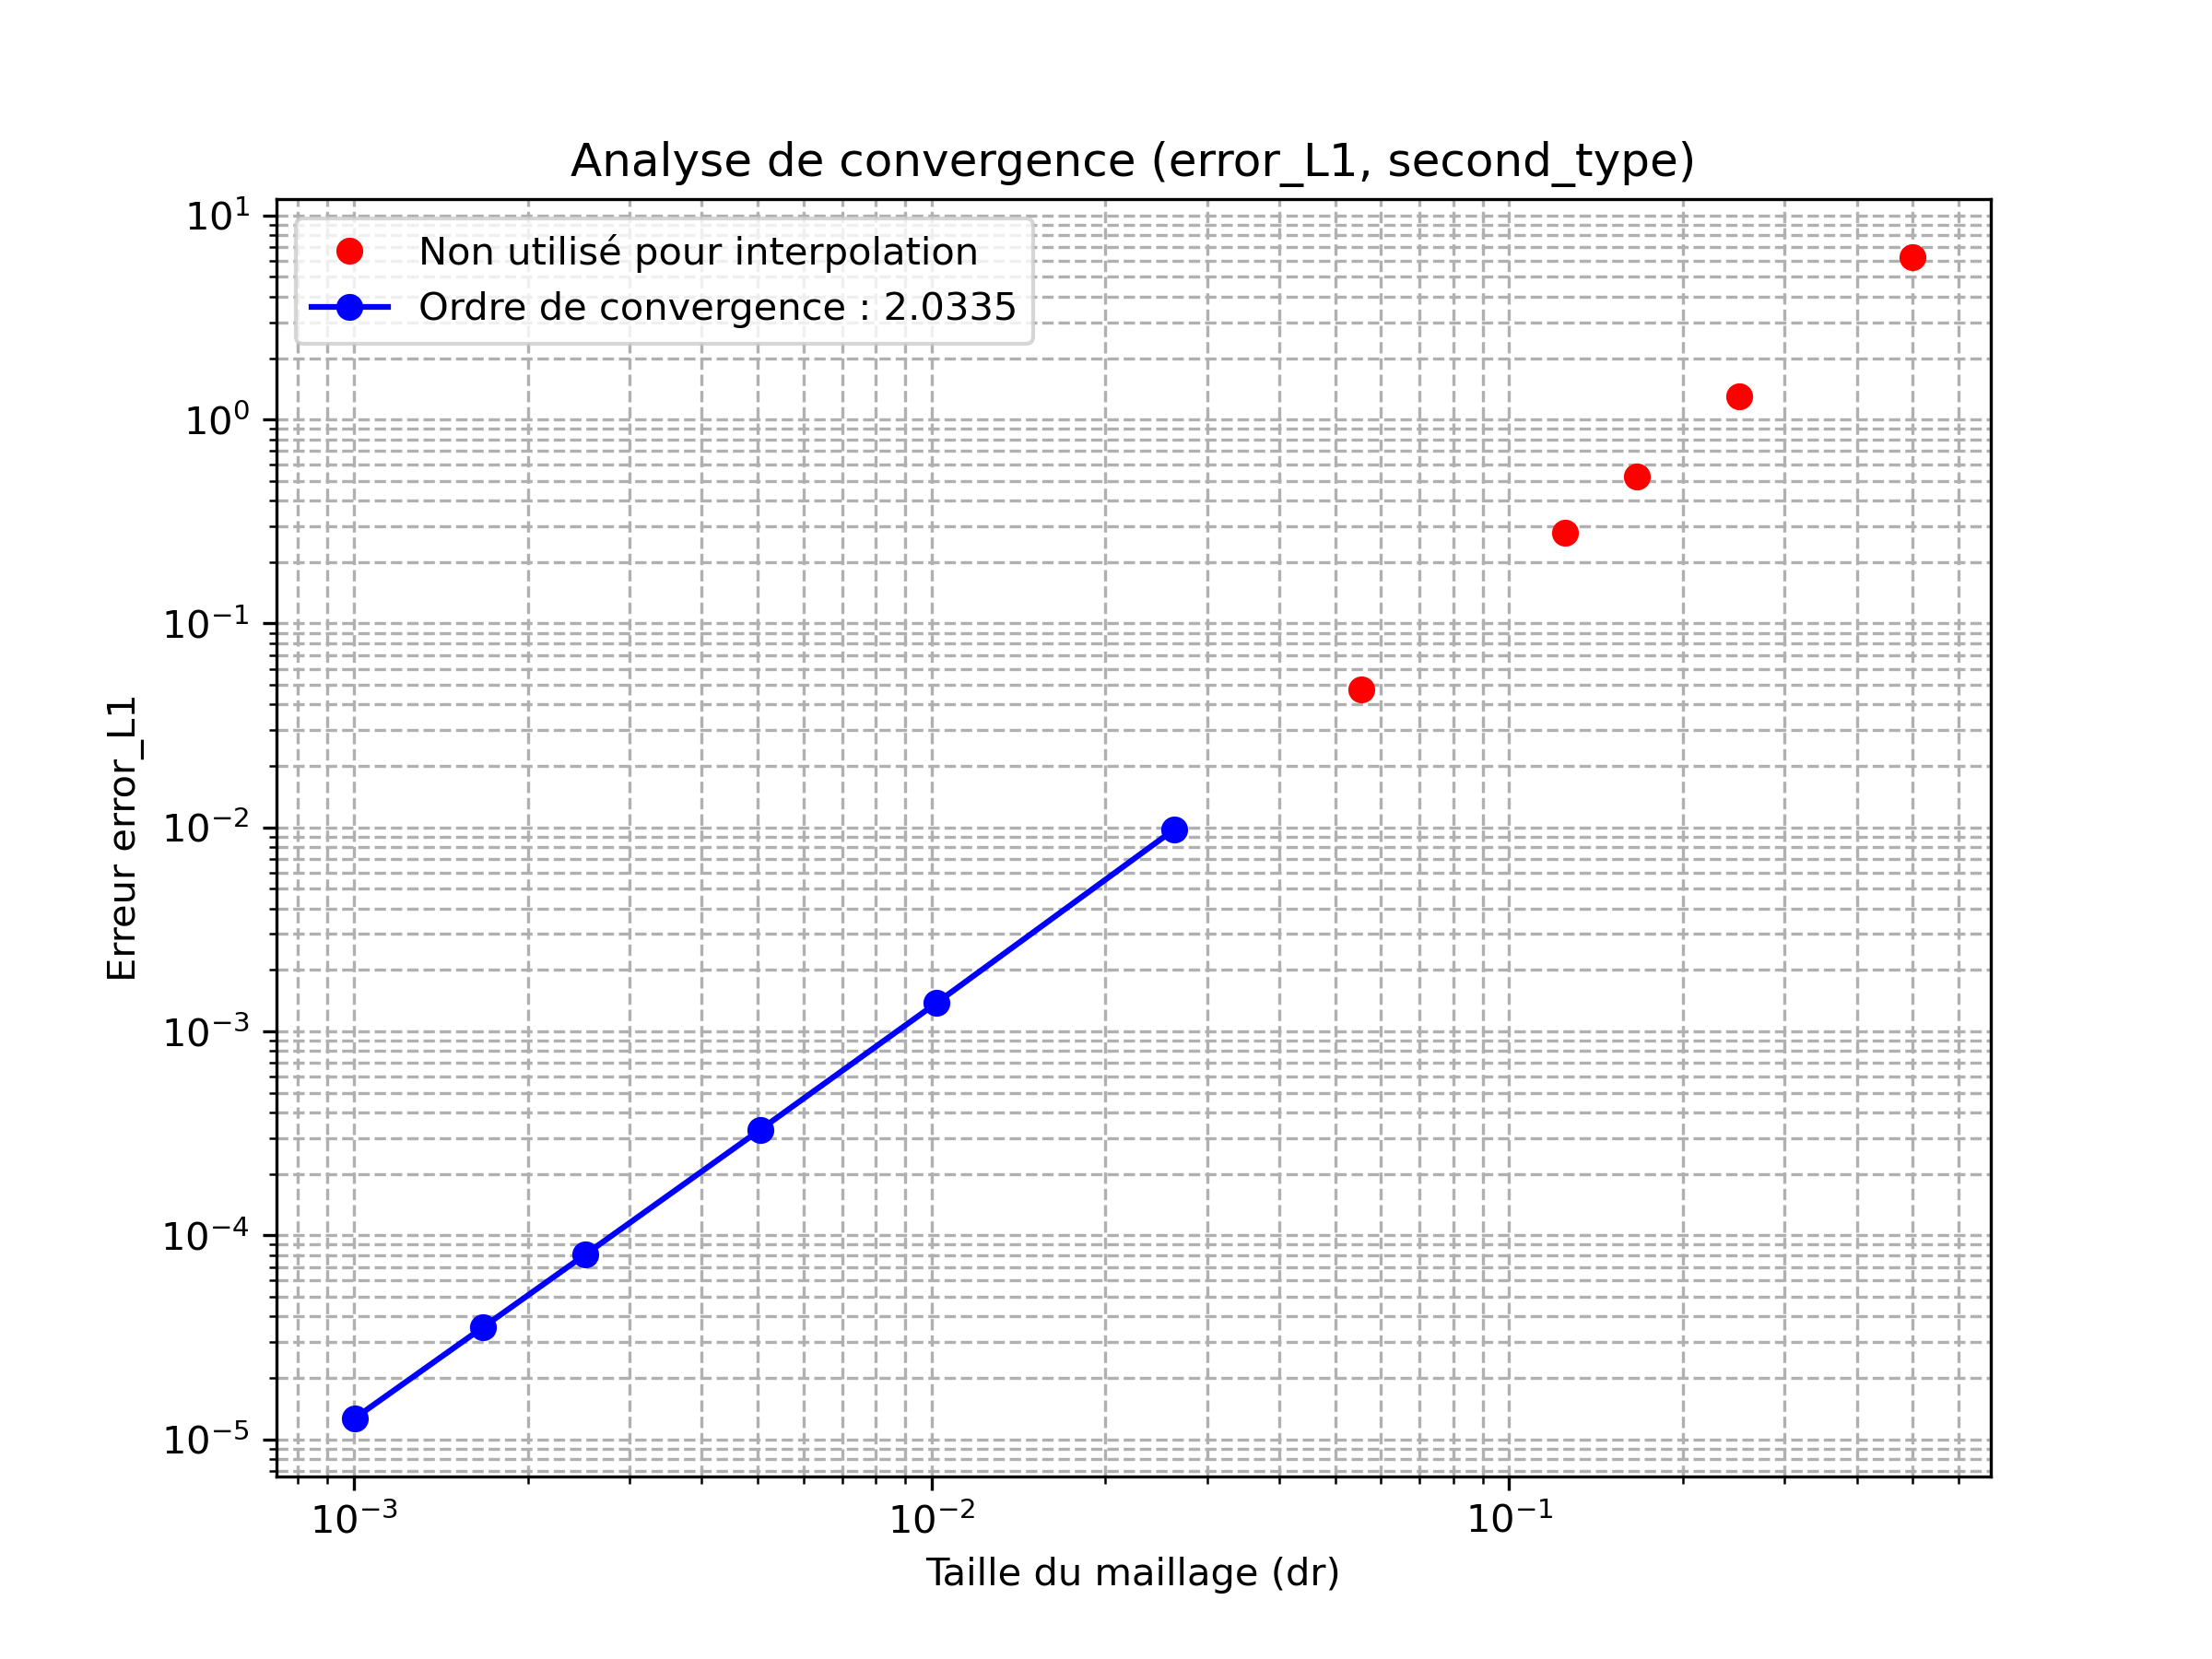 Analyse de convergence (error_L1, second_type)
Non utilisé pour interpolation
Ordre de convergence : 2.0335
10¹
10⁰
10⁻¹
10⁻²
10⁻³
10⁻⁴
10⁻⁵
Erreur error_L1
10⁻³ 10⁻² 10⁻¹
Taille du maillage (dr)